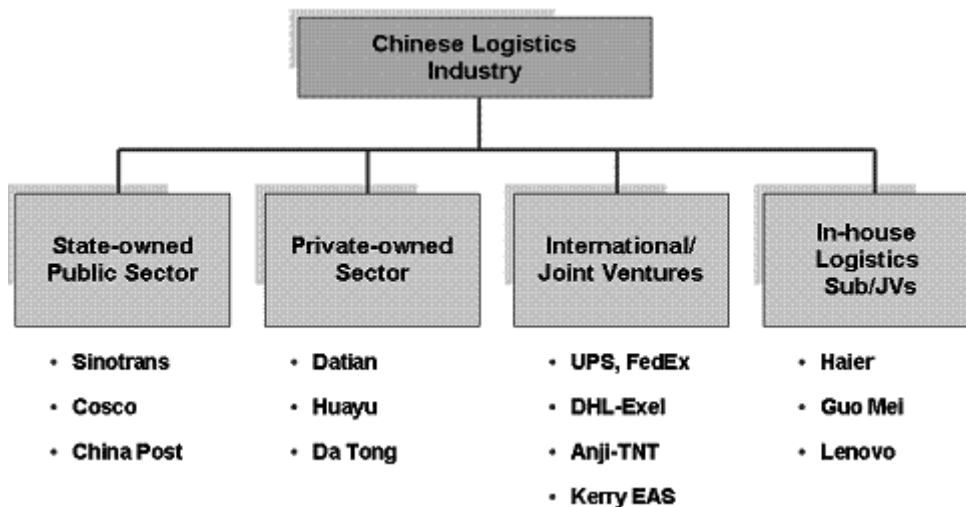 Chinese Logistics
Industry
State-owned
Public Sector
Private-owned
Sector
International/
Joint Ventures
In-house
Logistics
Sub/JVs
• Sinotrans
• Cosco
• China Post
• Datian
• Huayu
• Da Tong
• UPS, FedEx
• DHL-Exel
• Anji-TNT
• Kerry EAS
• Haier
• Guo Mei
• Lenovo